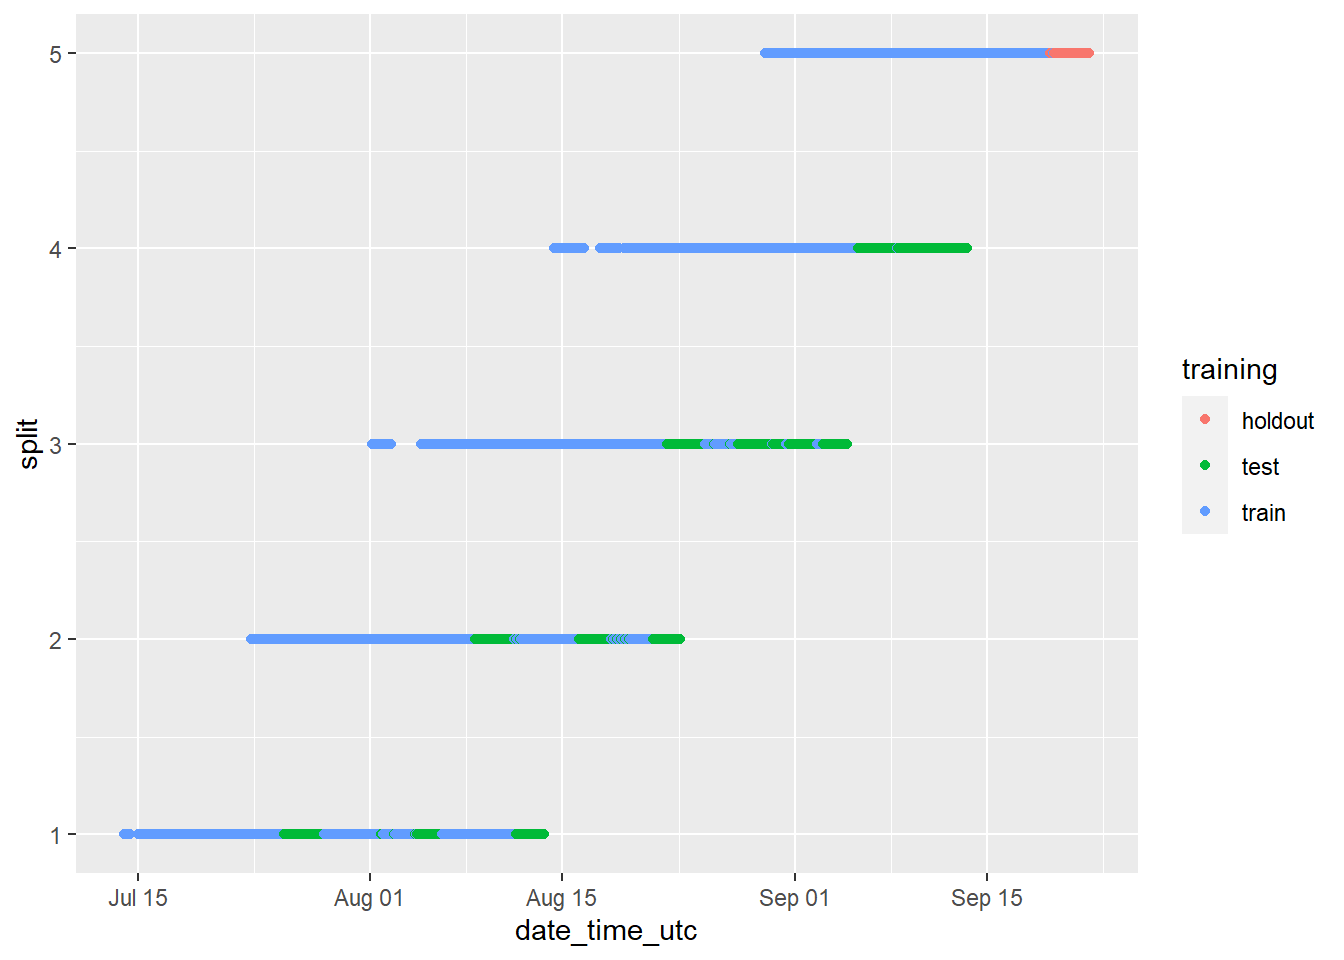 5
4
3
2
1
split
Jul 15
Aug 01
Aug 15
Sep 01
Sep 15
date_time_utc
training
holdout
test
train